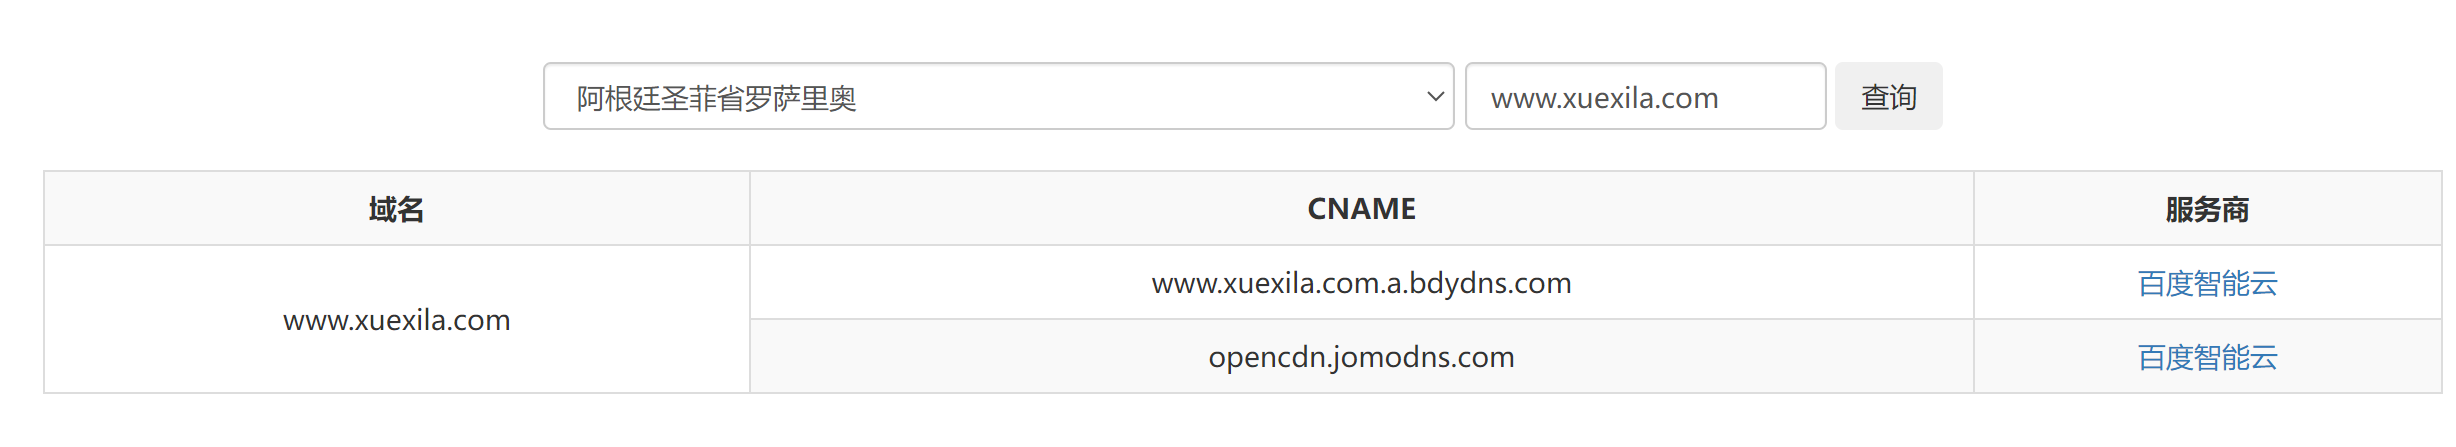 阿根廷圣菲省罗萨里奥 www.xuexila.com 查询
域名 CNAME 服务商
www.xuexila.com
www.xuexila.com.a.bdydns.com 百度智能云
opencdn.jomodns.com 百度智能云